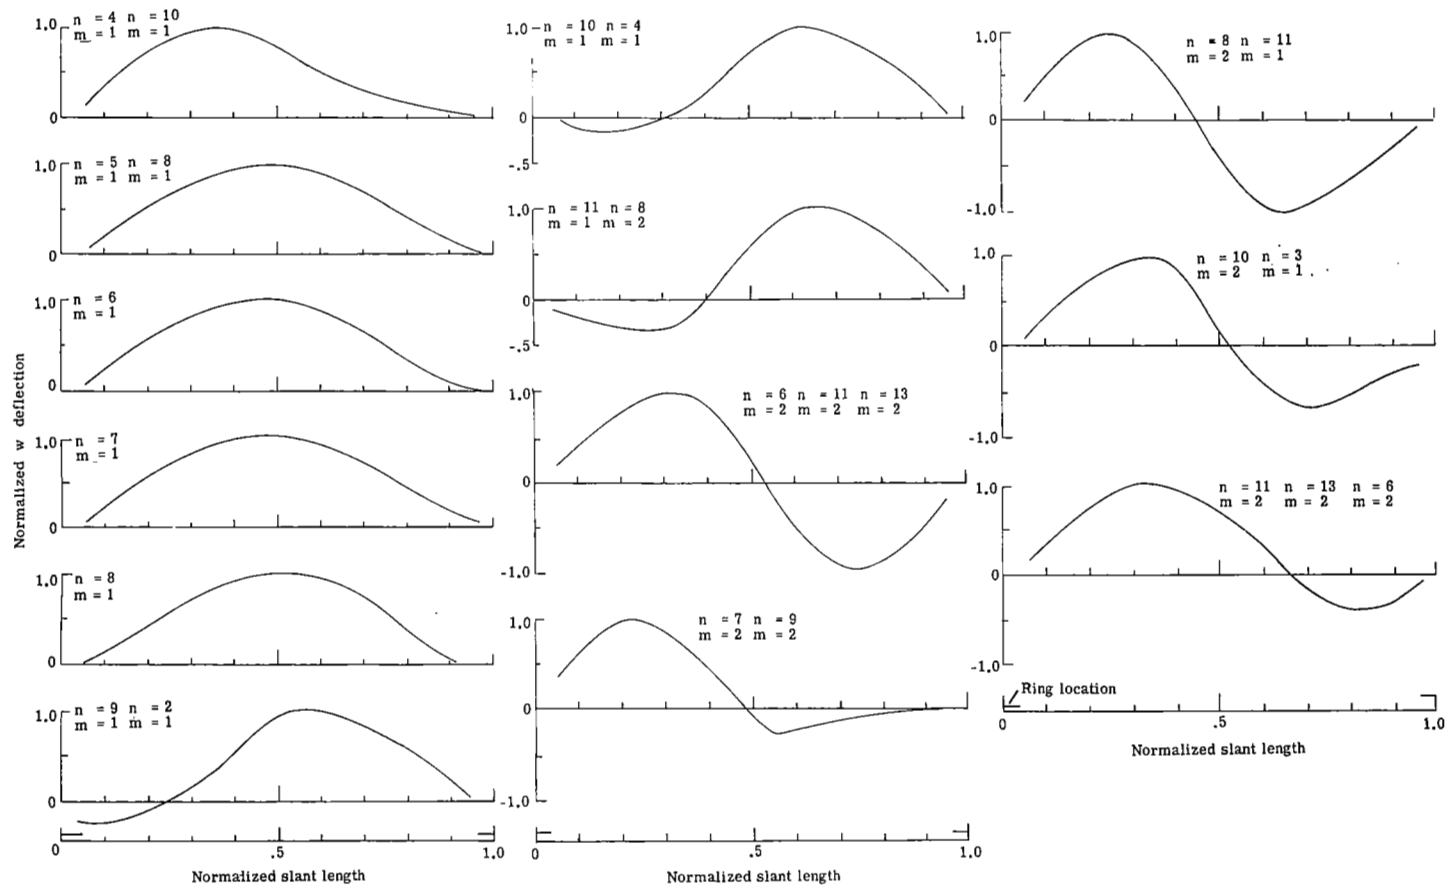 Normalized w deflection
1.0
n = 4 n = 10
m = 1 m = 1
0
1.0
n = 5 n = 8
m = 1 m = 1
0
1.0
n = 6
m = 1
0
1.0
n = 7
m = 1
0
1.0
n = 8
m = 1
0
1.0
n = 9 n = 2
m = 1 m = 1
0
0 .5 1.0
Normalized slant length
1.0
n = 10 n = 4
m = 1 m = 1
0
-.5
1.0
n = 11 n = 8
m = 1 m = 2
0
-.5
1.0
n = 6 n = 11 n = 13
m = 2 m = 2 m = 2
0
-1.0
1.0
n = 7 n = 9
m = 2 m = 2
0
-1.0
0 .5 1.0
Normalized slant length
1.0
n = 8 n = 11
m = 2 m = 1
0
-1.0
1.0
n = 10 n = 3
m = 2 m = 1
0
-1.0
1.0
n = 11 n = 13 n = 6
m = 2 m = 2 m = 2
0
-1.0
Ring location
0 .5 1.0
Normalized slant length